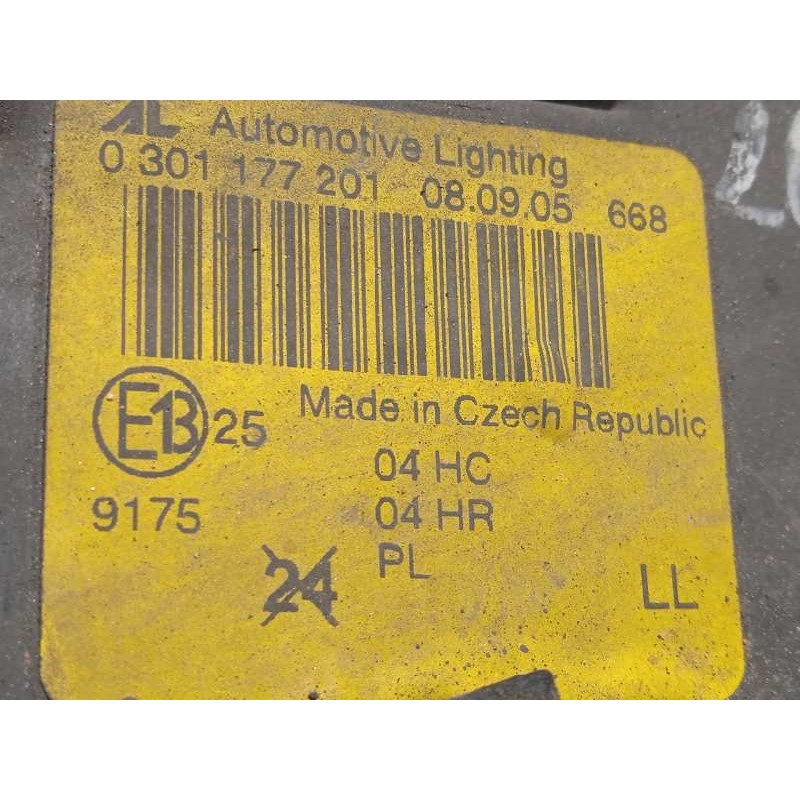 AL Automotive Lighting
0 301 177 201 08.09.05 668
E13 25 Made in Czech Republic
04 HC
9175 04 HR
24 PL LL